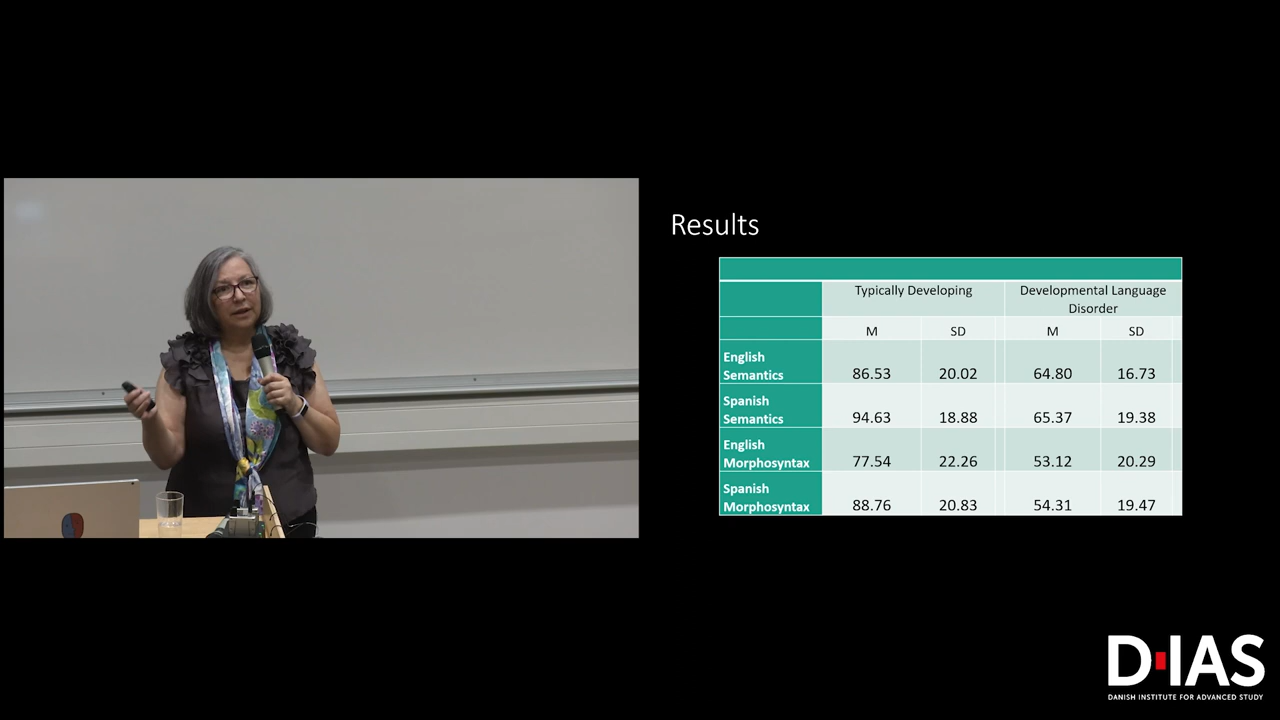 Results
Typically Developing
Developmental Language
Disorder
M SD M SD
English
Semantics 86.53 20.02 64.80 16.73
Spanish
Semantics 94.63 18.88 65.37 19.38
English
Morphosyntax 77.54 22.26 53.12 20.29
Spanish
Morphosyntax 88.76 20.83 54.31 19.47
D·IAS
DANISH INSTITUTE FOR ADVANCED STUDY